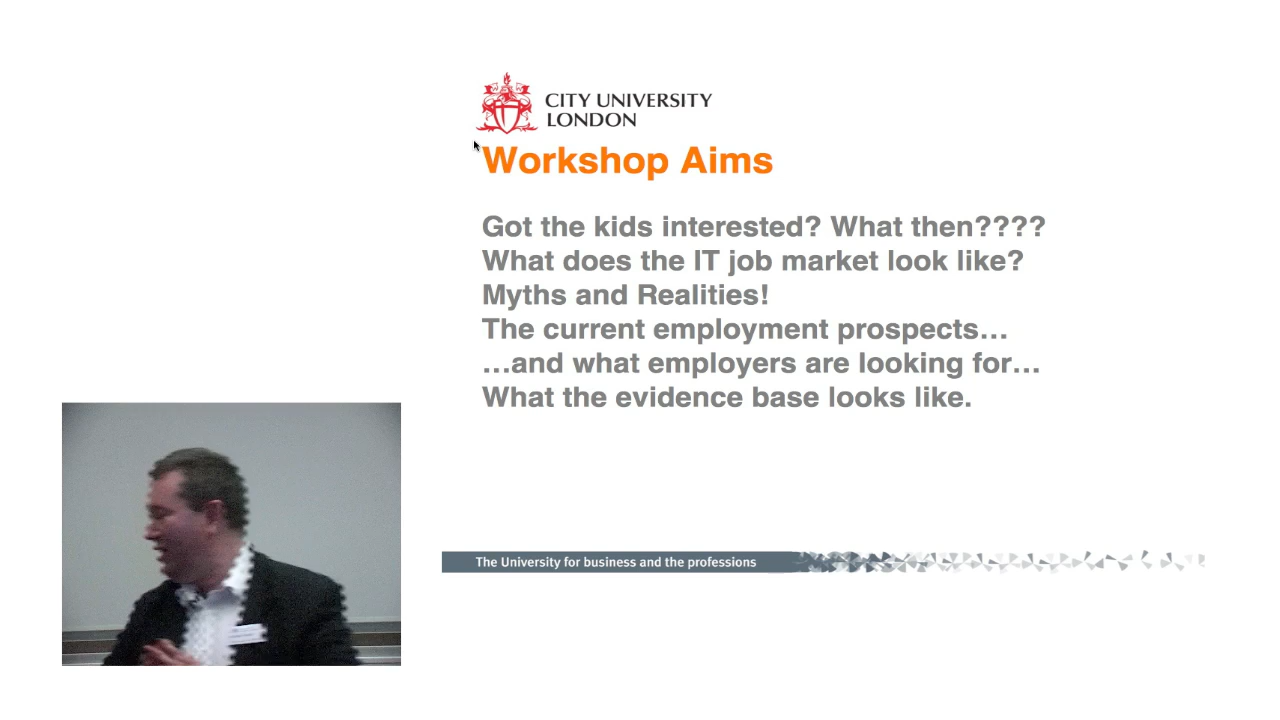 CITY UNIVERSITY
LONDON
Workshop Aims
Got the kids interested? What then????
What does the IT job market look like?
Myths and Realities!
The current employment prospects…
…and what employers are looking for…
What the evidence base looks like.
The University for business and the professions